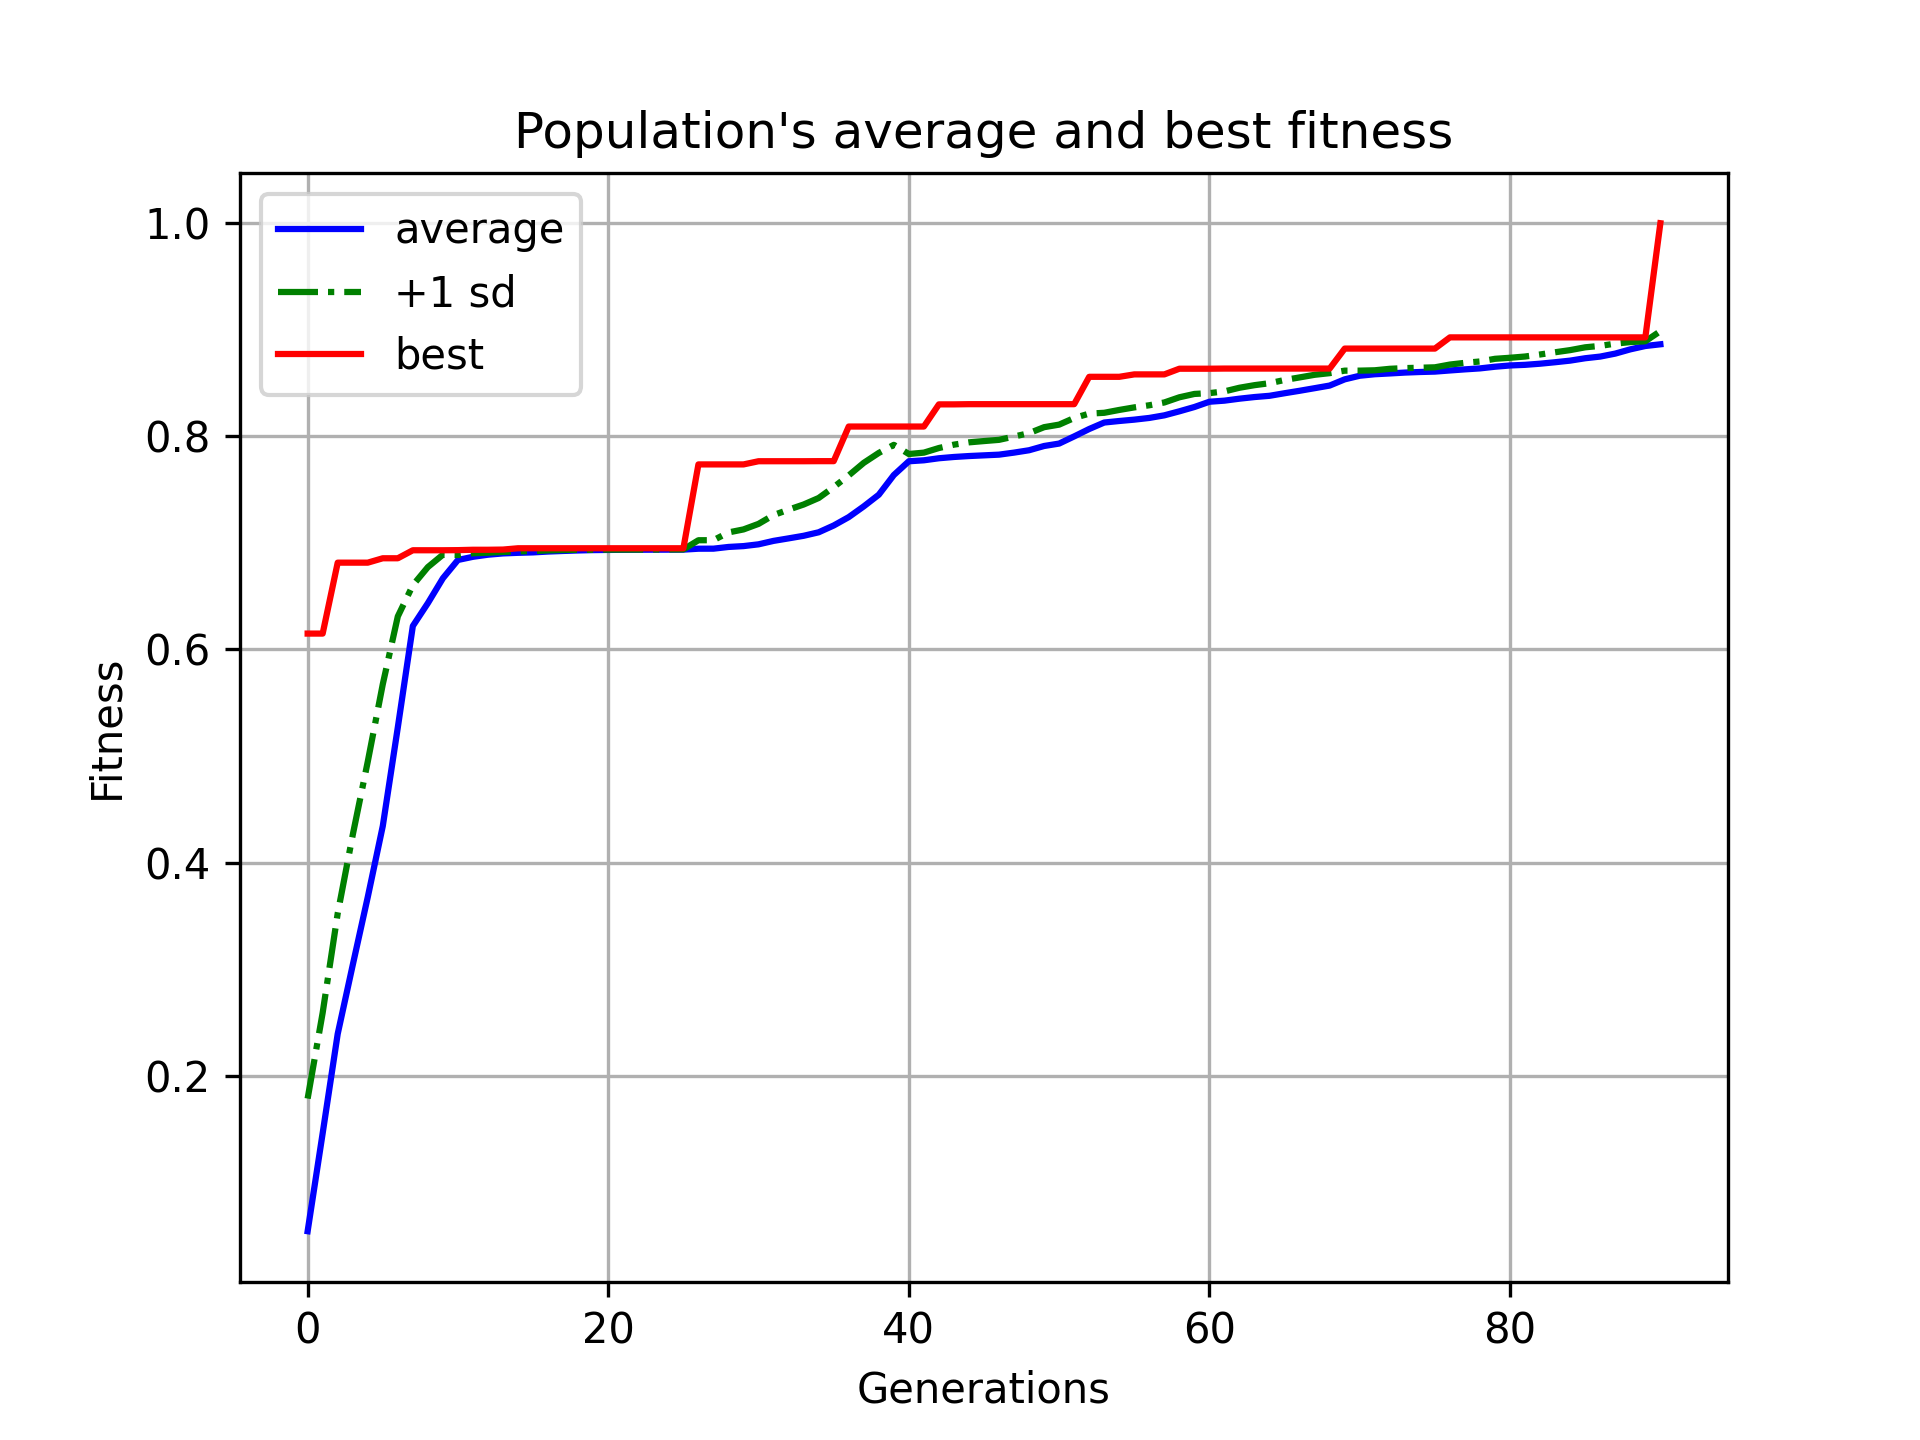 Population's average and best fitness
average
+1 sd
best
1.0
0.8
0.6
0.4
0.2
Fitness
0 20 40 60 80
Generations